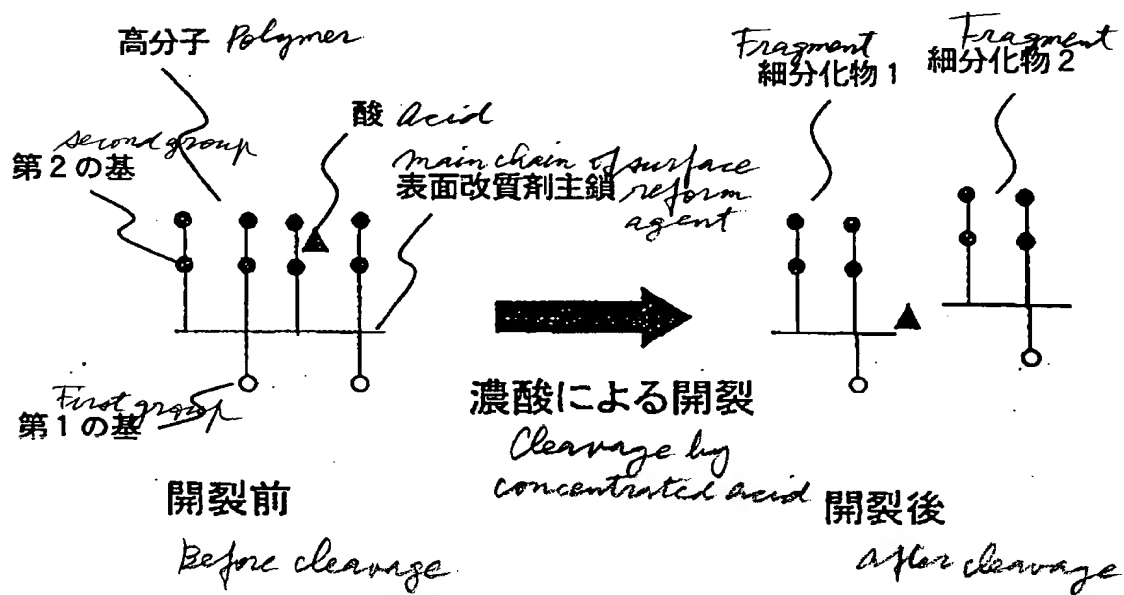 高分子 Polymer
Fragment
細分化物1
Fragment
細分化物2
酸 acid
second group
第2の基
main chain of surface
表面改質剤主鎖 reform
agent
First group
第1の基
濃酸による開裂
Cleavage by
concentrated acid
開裂前
Before cleavage
開裂後
after cleavage